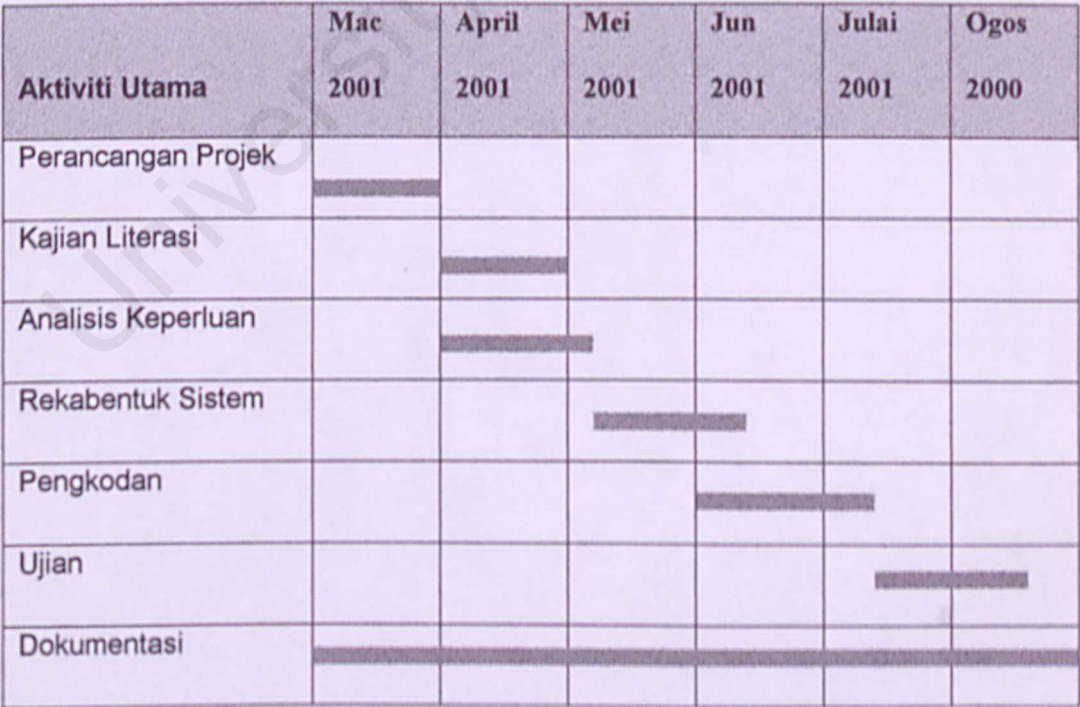 Mac April Mei Jun Julai Ogos
Aktiviti Utama 2001 2001 2001 2001 2001 2000
Perancangan Projek
Kajian Literasi
Analisis Keperluan
Rekabentuk Sistem
Pengkodan
Ujian
Dokumentasi